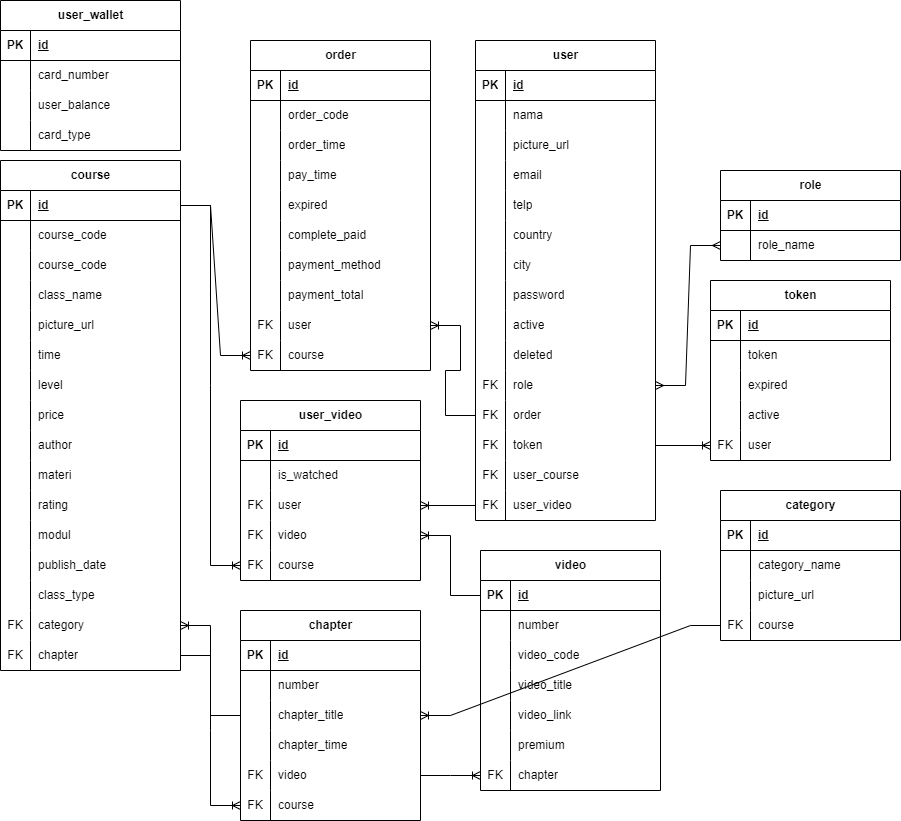 user_wallet
PK id
card_number
user_balance
card_type
course
PK id
course_code
course_code
class_name
picture_url
time
level
price
author
materi
rating
modul
publish_date
class_type
FK category
FK chapter
order
PK id
order_code
order_time
pay_time
expired
complete_paid
payment_method
payment_total
FK user
FK course
user_video
PK id
is_watched
FK user
FK video
FK course
chapter
PK id
number
chapter_title
chapter_time
FK video
FK course
user
PK id
nama
picture_url
email
telp
country
city
password
active
deleted
FK role
FK order
FK token
FK user_course
FK user_video
video
PK id
number
video_code
video_title
video_link
premium
FK chapter
role
PK id
role_name
token
PK id
token
expired
active
FK user
category
PK id
category_name
picture_url
FK course